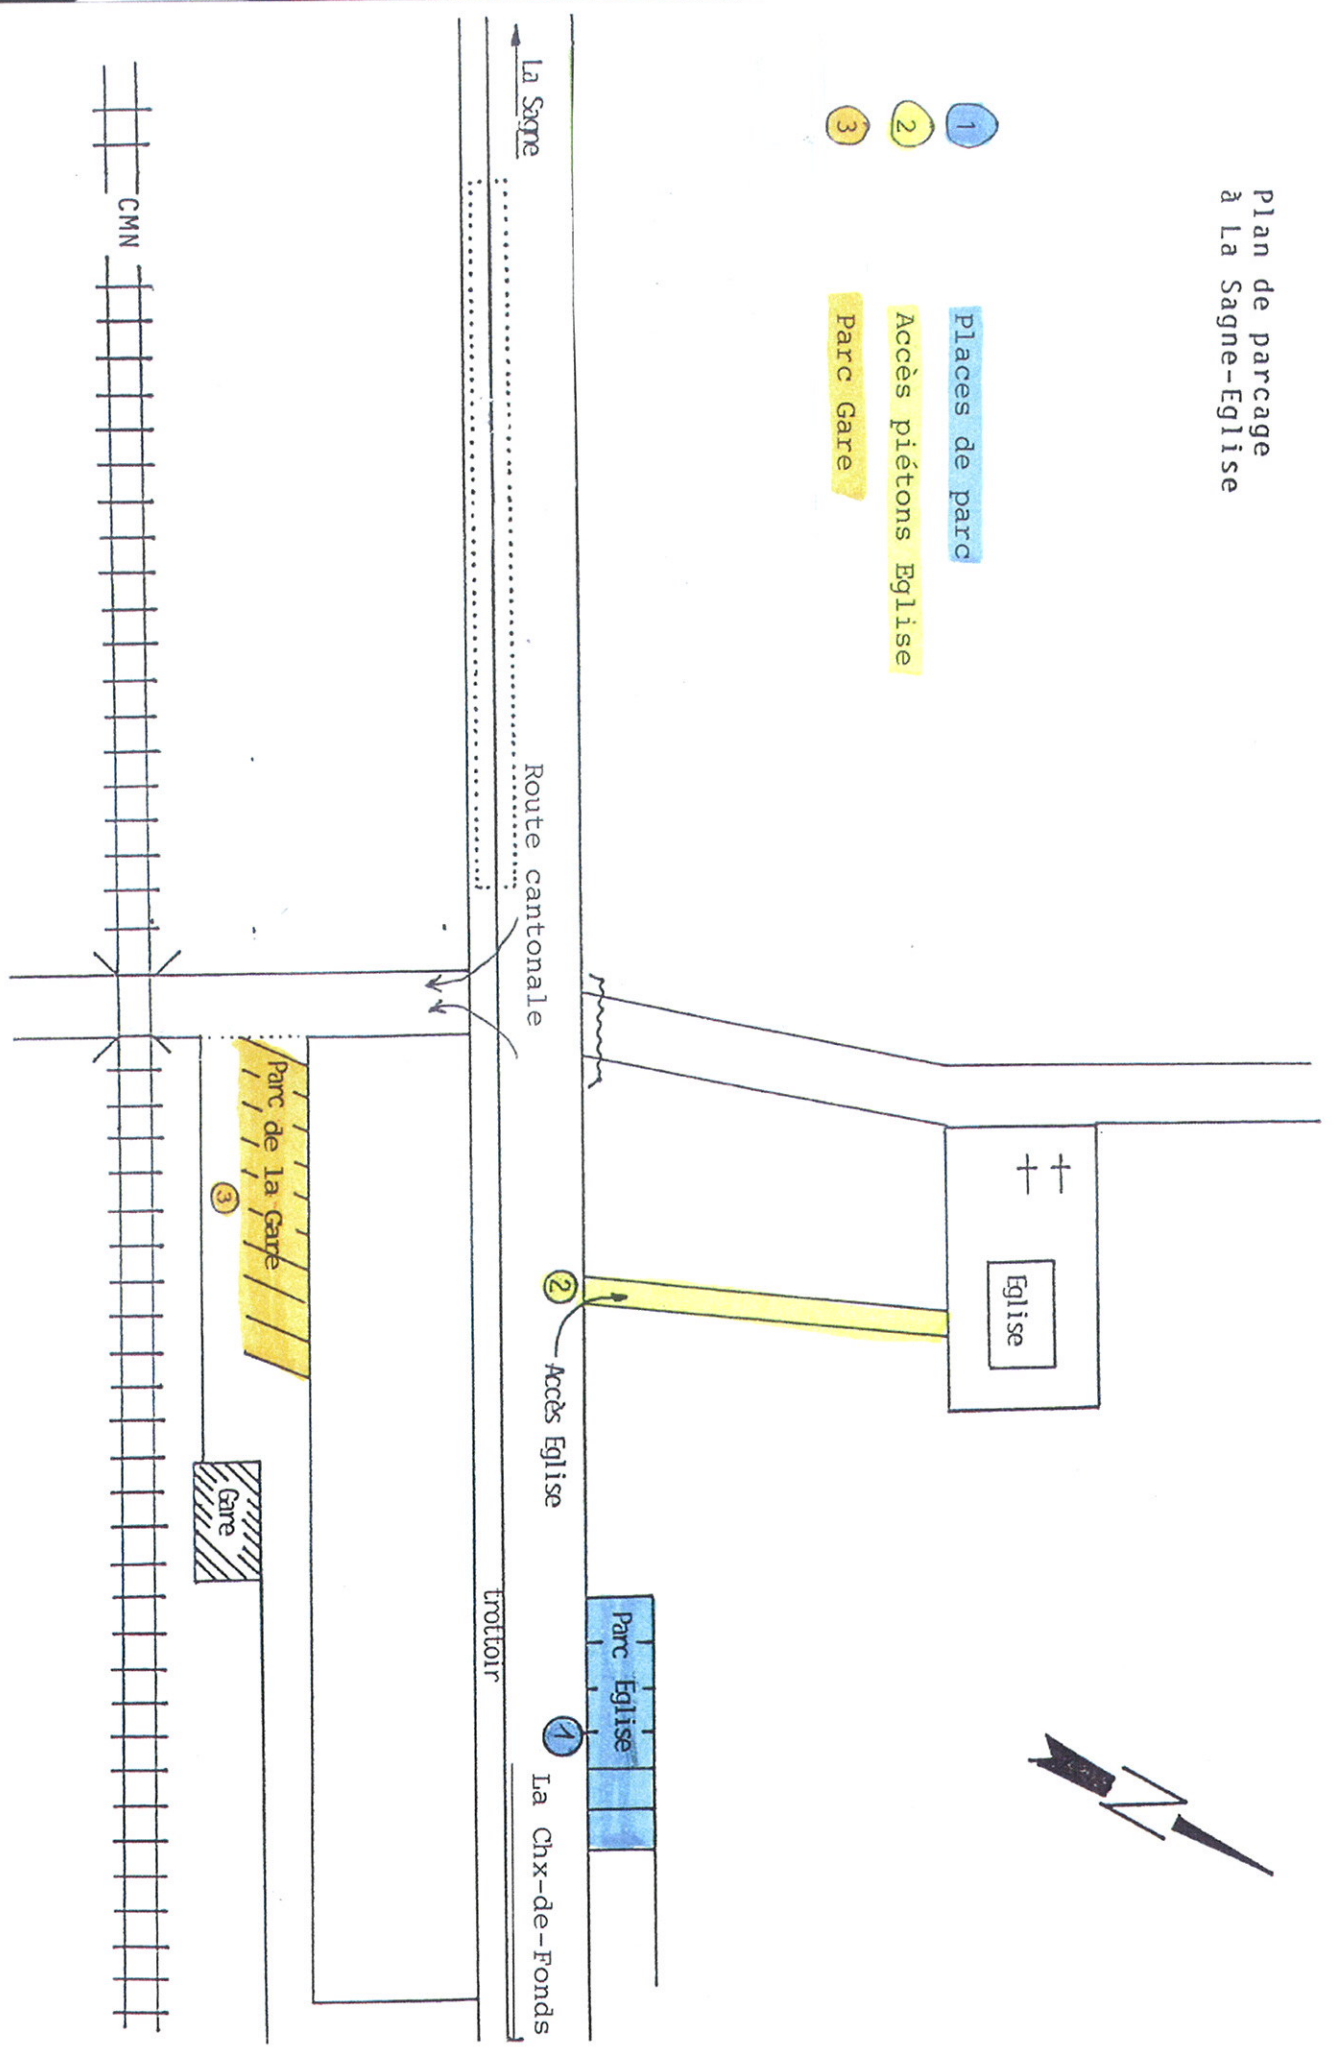 Plan de parcage
à La Sagne-Eglise
1 Places de parc
2 Accès piétons Eglise
3 Parc Gare
Eglise
N
Parc Eglise
1
La Sagne
Route cantonale
2
Accès Eglise
La Chx-de-Fonds
trottoir
Parc de la Gare
3
Gare
CMN